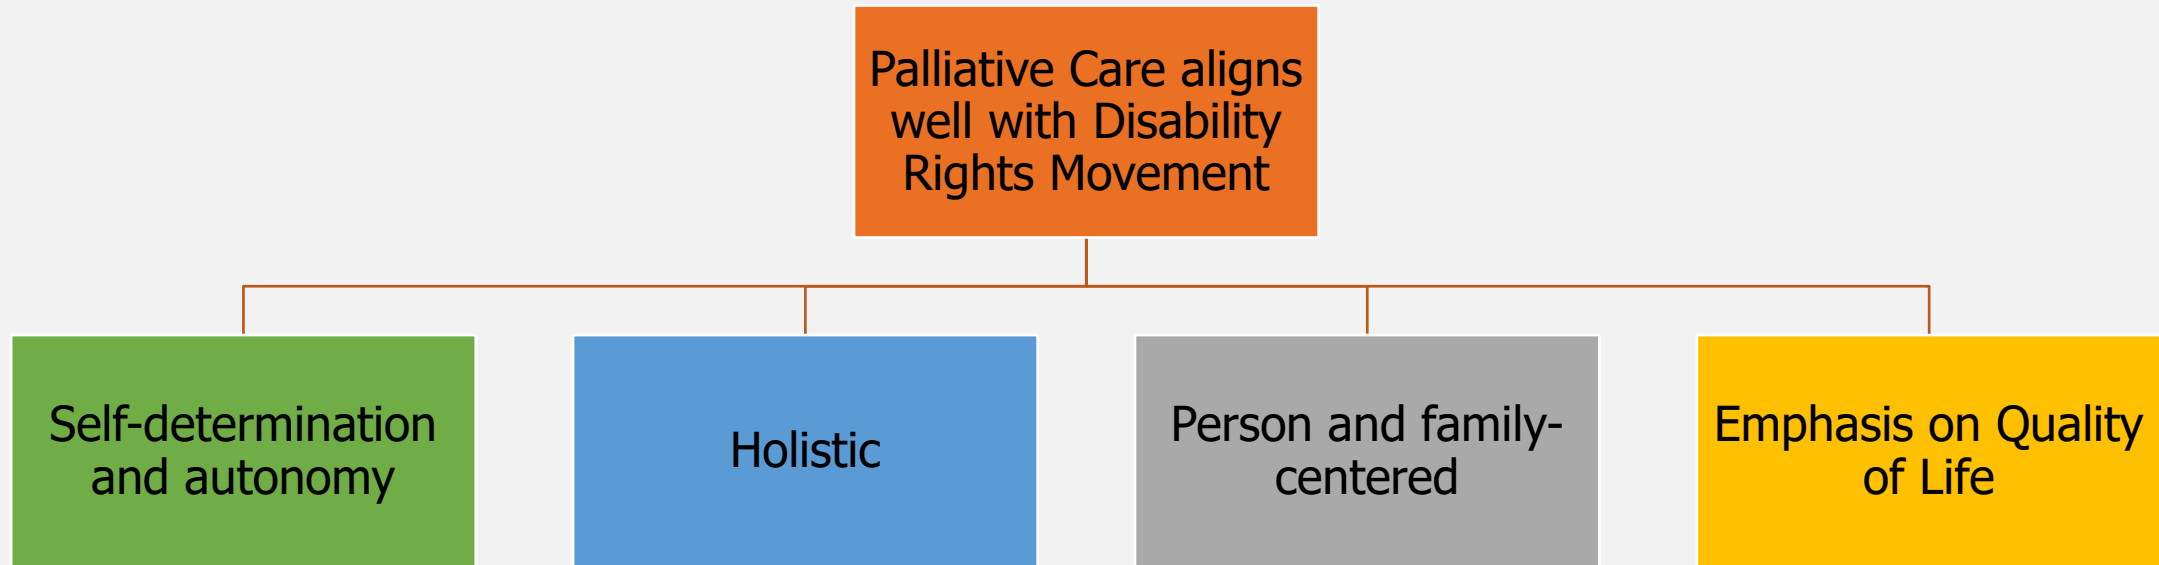 Palliative Care aligns
well with Disability
Rights Movement
Self-determination
and autonomy
Holistic
Person and family-
centered
Emphasis on Quality
of Life